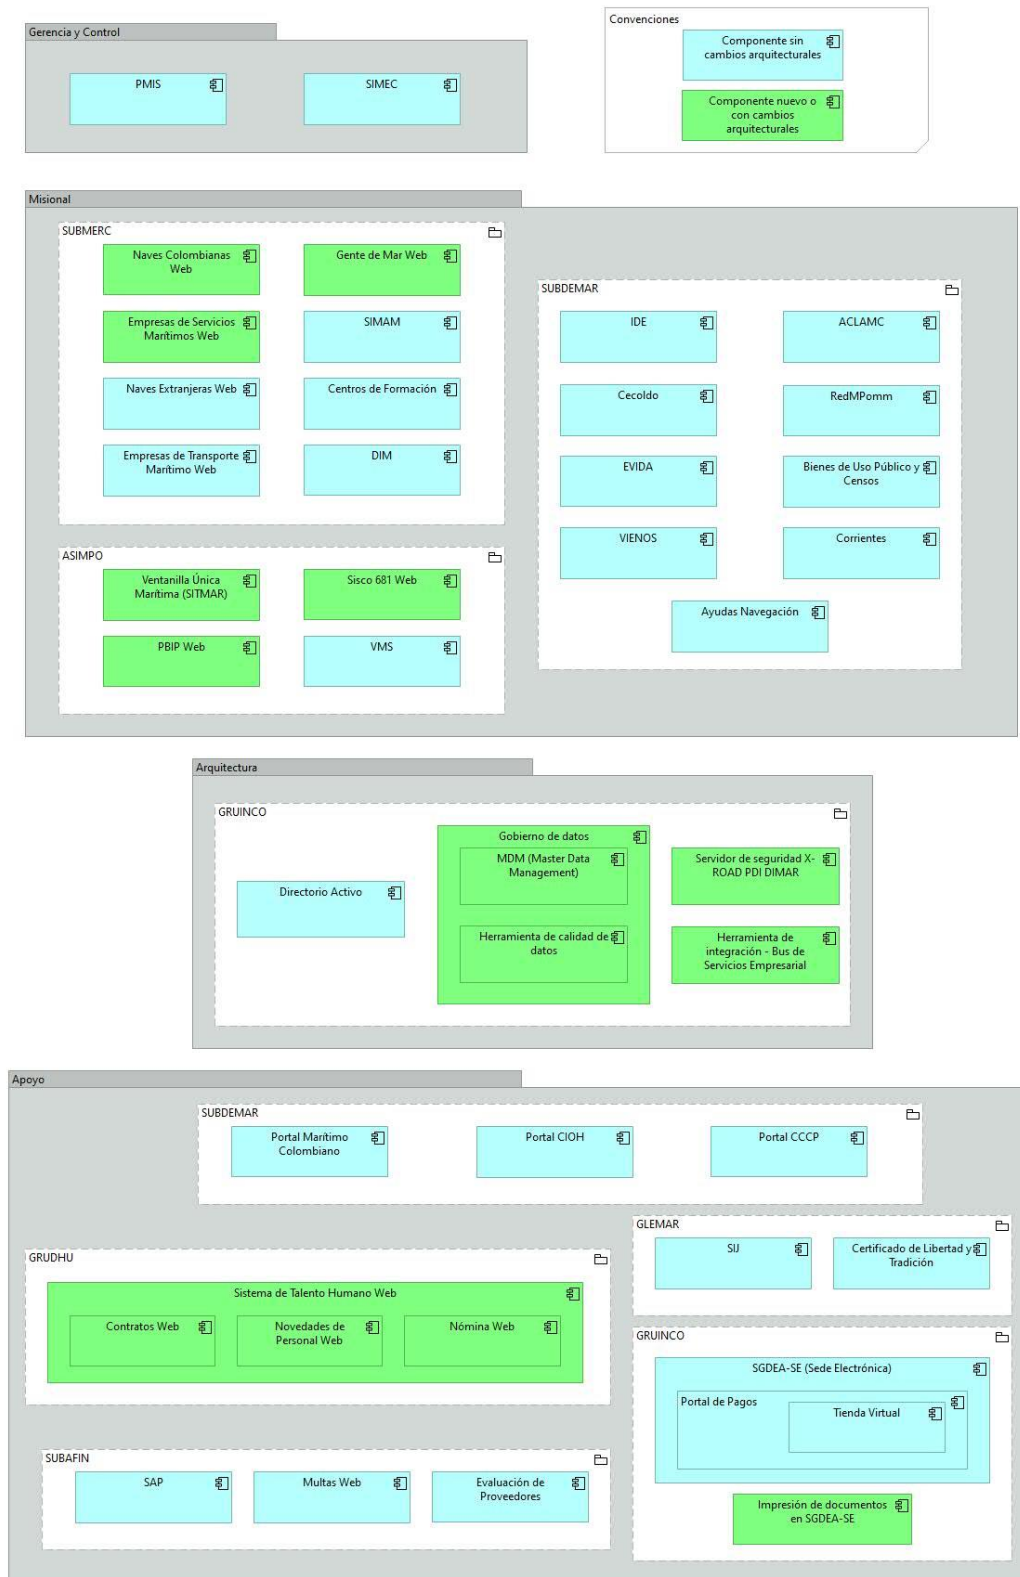 Gerencia y Control
PMIS
SIMEC
Convenciones
Componente sin
cambios arquitecturales
Componente nuevo o
con cambios
arquitecturales
Misional
SUBMERC
Naves Colombianas
Web
Gente de Mar Web
Empresas de Servicios
Marítimos Web
SIMAM
Naves Extranjeras Web
Centros de Formación
Empresas de Transporte
Marítimo Web
DIM
ASIMPO
Ventanilla Única
Marítima (SITMAR)
Sisco 681 Web
PBIP Web
VMS
SUBDEMAR
IDE
ACLAMC
Cecoldo
RedMPomm
EVIDA
Bienes de Uso Público y
Censos
VIENOS
Corrientes
Ayudas Navegación
Arquitectura
GRUINCO
Directorio Activo
Gobierno de datos
MDM (Master Data
Management)
Herramienta de calidad de
datos
Servidor de seguridad X-
ROAD PDI DIMAR
Herramienta de
integración - Bus de
Servicios Empresarial
Apoyo
SUBDEMAR
Portal Marítimo
Colombiano
Portal CIOH
Portal CCCP
GRUDHU
Sistema de Talento Humano Web
Contratos Web
Novedades de
Personal Web
Nómina Web
GLEMAR
SIJ
Certificado de Libertad y
Tradición
GRUINCO
SGDEA-SE (Sede Electrónica)
Portal de Pagos
Tienda Virtual
Impresión de documentos
en SGDEA-SE
SUBAFIN
SAP
Multas Web
Evaluación de
Proveedores